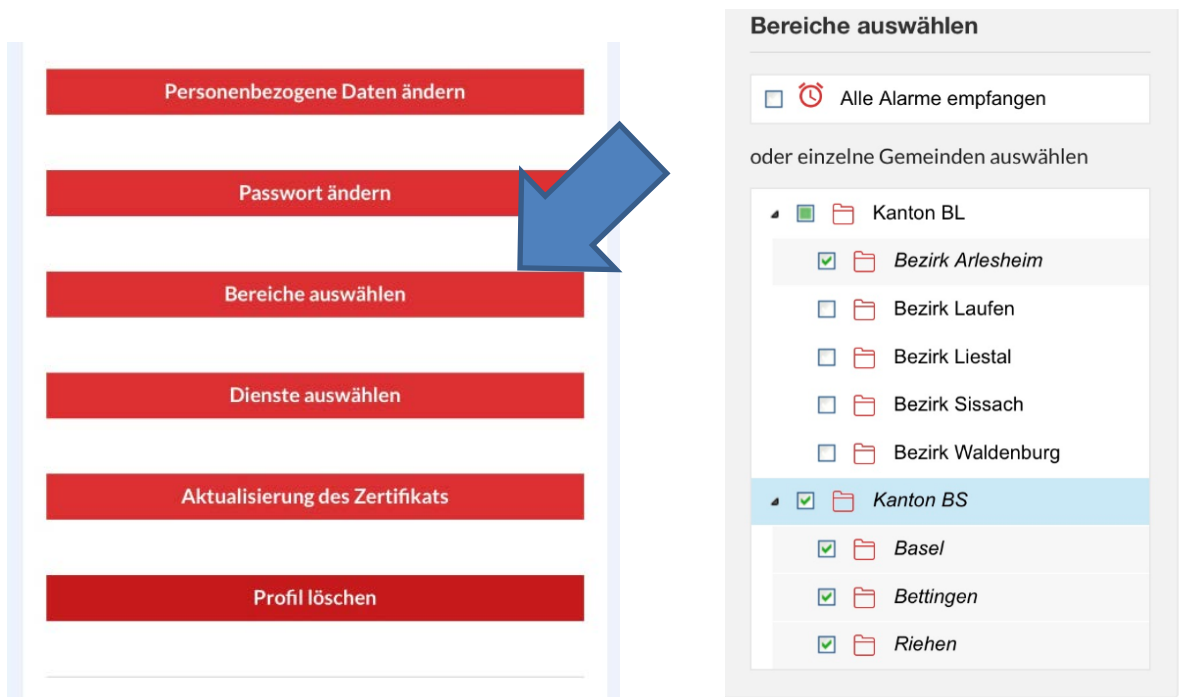 Personenbezogene Daten ändern
Passwort ändern
Bereiche auswählen
Dienste auswählen
Aktualisierung des Zertifikats
Profil löschen
Bereiche auswählen
Alle Alarme empfangen
oder einzelne Gemeinden auswählen
Kanton BL
Bezirk Arlesheim
Bezirk Laufen
Bezirk Liestal
Bezirk Sissach
Bezirk Waldenburg
Kanton BS
Basel
Bettingen
Riehen